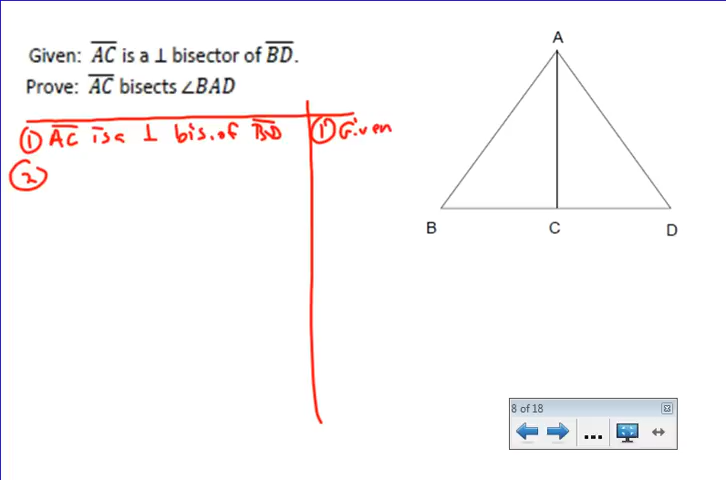 Given: AC is a ⊥ bisector of BD.
Prove: AC bisects ∠BAD
① AC is a ⊥ bis. of BD ① Given
②
A
B C D
8 of 18
...